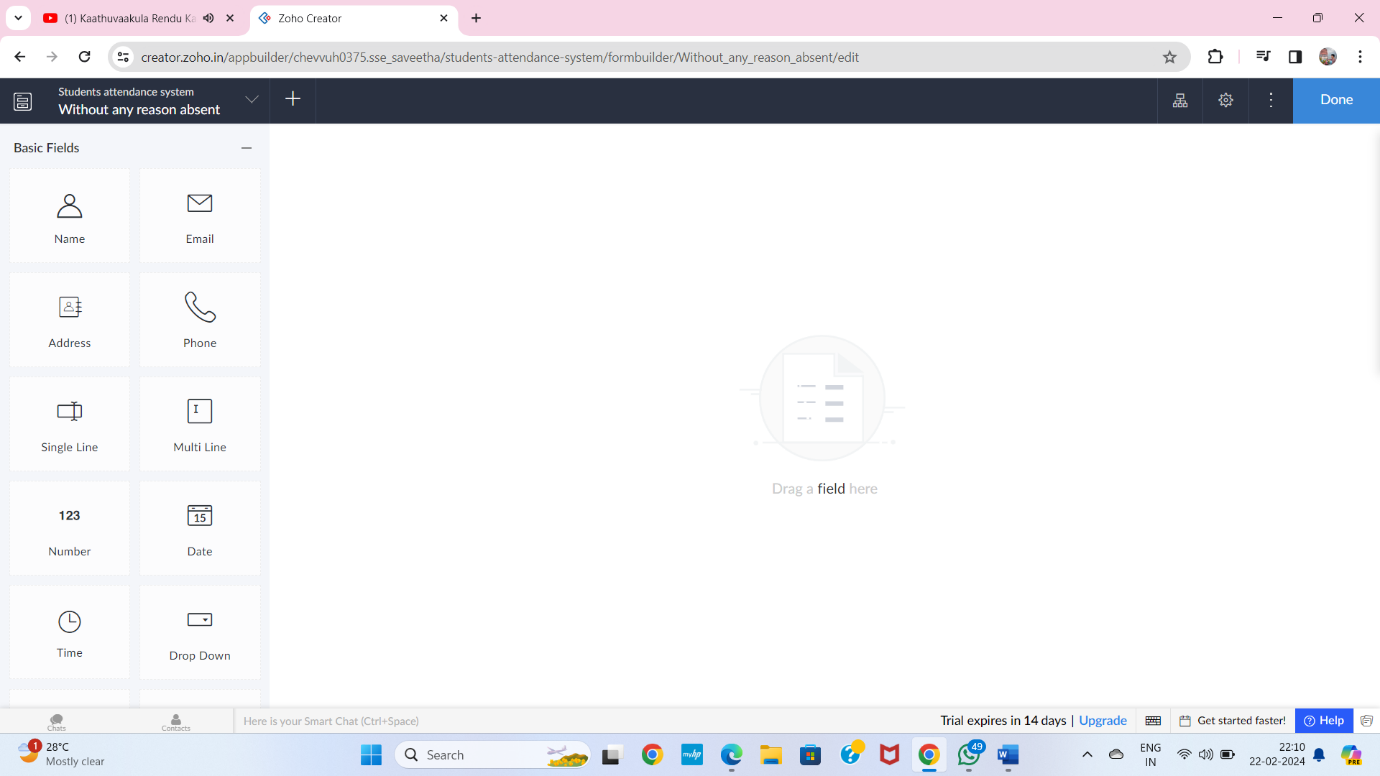 (1) Kaathuvaakula Rendu Ka
Zoho Creator
creator.zoho.in/appbuilder/chevvuh0375.sse_saveetha/students-attendance-system/formbuilder/Without_any_reason_absent/edit
Students attendance system
Without any reason absent
Done
Basic Fields
Name
Email
Address
Phone
Single Line
Multi Line
123
Number
15
Date
Time
Drop Down
Drag a field here
Chats
Contacts
Here is your Smart Chat (Ctrl+Space)
Trial expires in 14 days | Upgrade
Get started faster!
Help
1
28°C
Mostly clear
Search
myhp
49
ENG
IN
22:10
22-02-2024
PRE